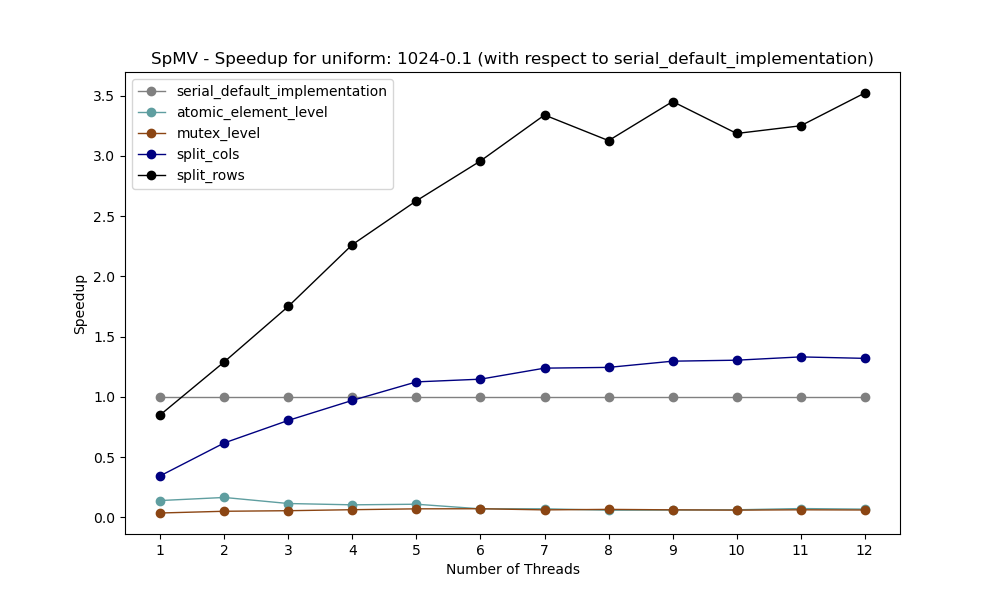 SpMV - Speedup for uniform: 1024-0.1 (with respect to serial_default_implementation)
serial_default_implementation
atomic_element_level
mutex_level
split_cols
split_rows
Speedup
3.5
3.0
2.5
2.0
1.5
1.0
0.5
0.0
1 2 3 4 5 6 7 8 9 10 11 12
Number of Threads